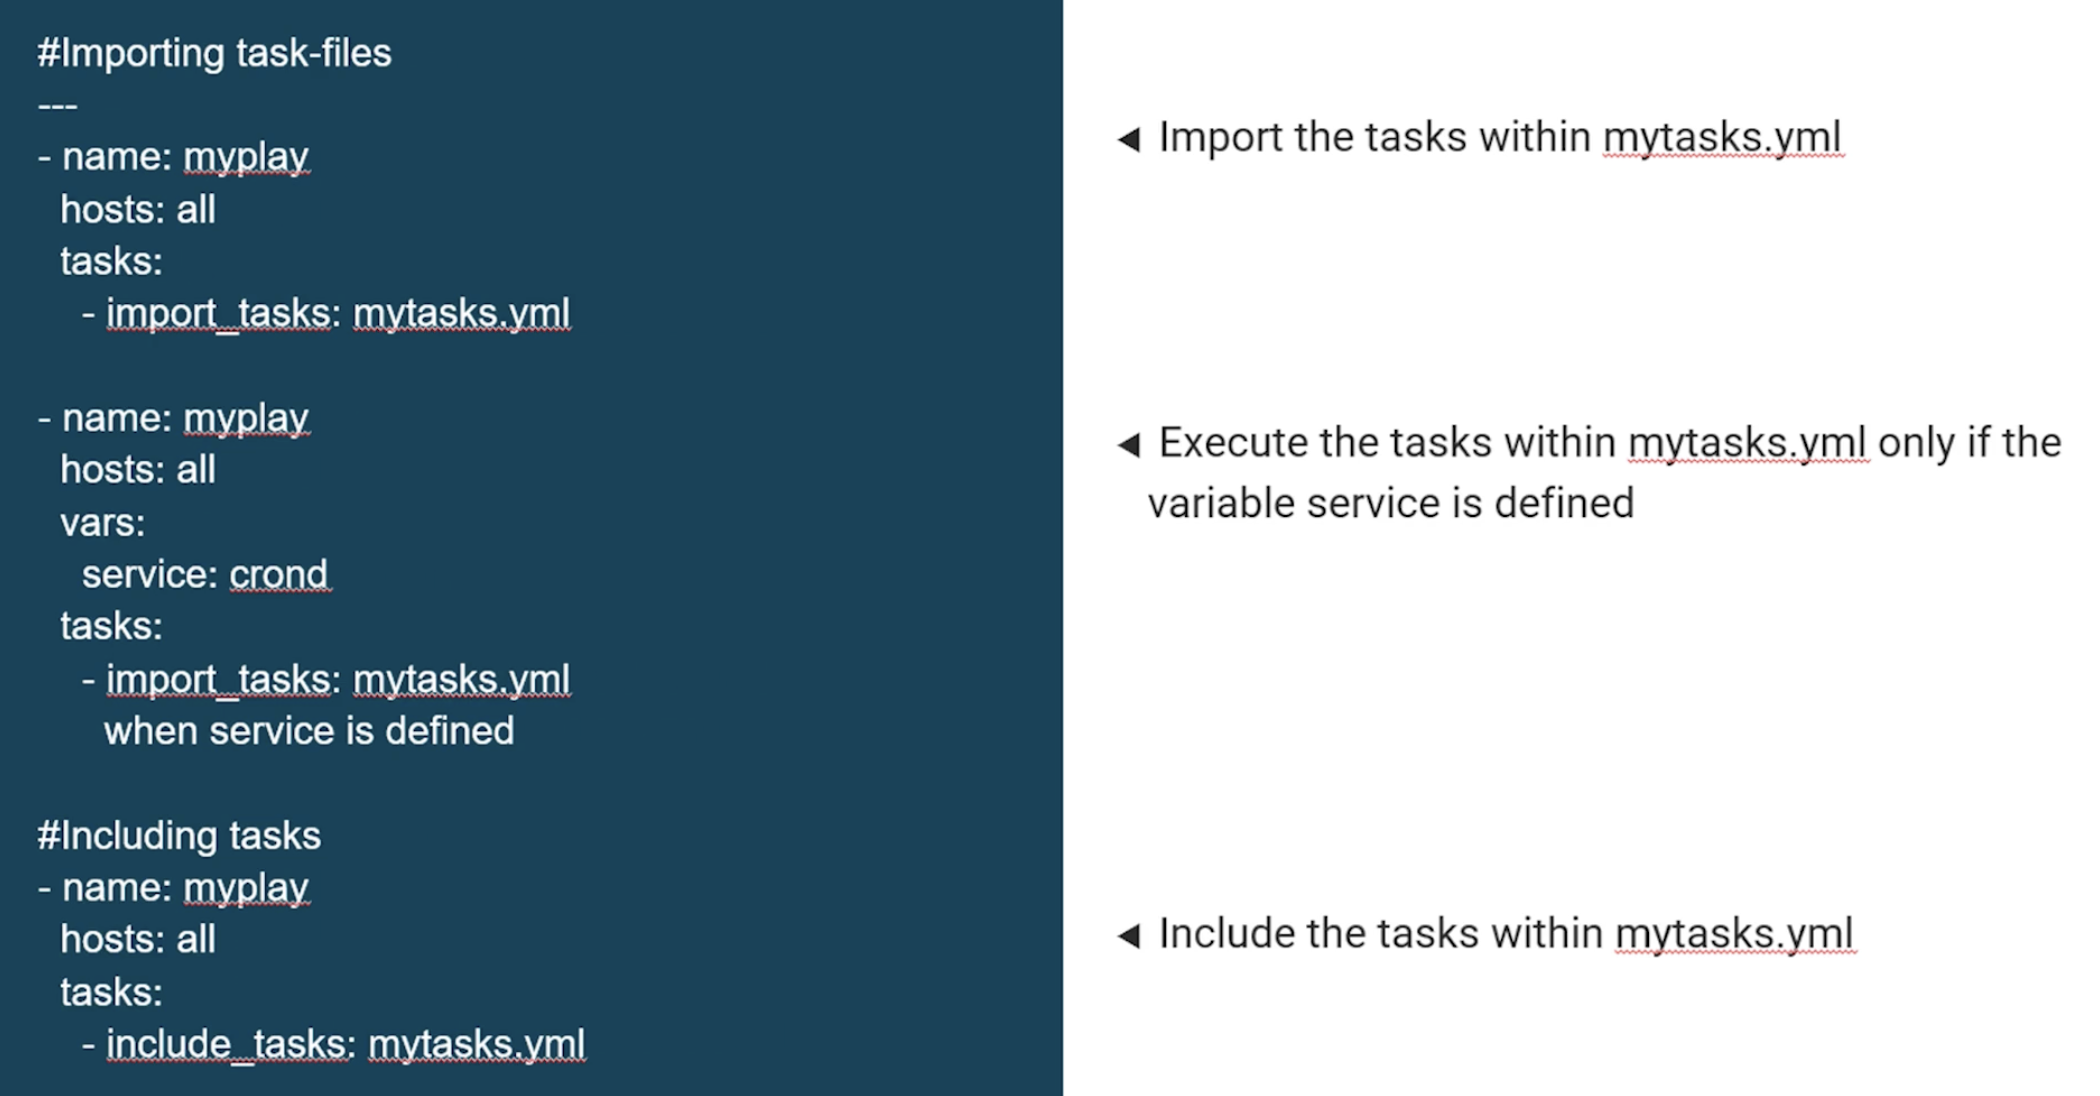 #Importing task-files
---
- name: myplay
hosts: all
tasks:
- import_tasks: mytasks.yml
- name: myplay
hosts: all
vars:
service: crond
tasks:
- import_tasks: mytasks.yml
when service is defined
#Including tasks
- name: myplay
hosts: all
tasks:
- include_tasks: mytasks.yml
◄ Import the tasks within mytasks.yml
◄ Execute the tasks within mytasks.yml only if the
variable service is defined
◄ Include the tasks within mytasks.yml